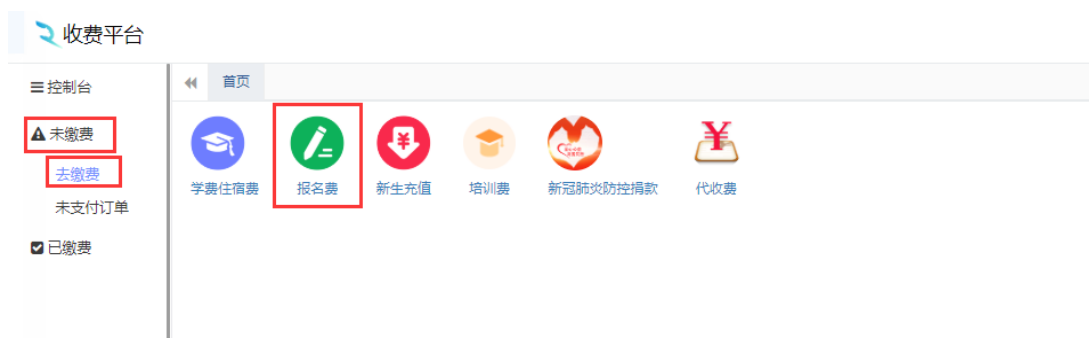 收费平台
控制台
首页
未缴费
去缴费
未支付订单
已缴费
学费住宿费
报名费
新生充值
培训费
新冠肺炎防控捐款
代收费